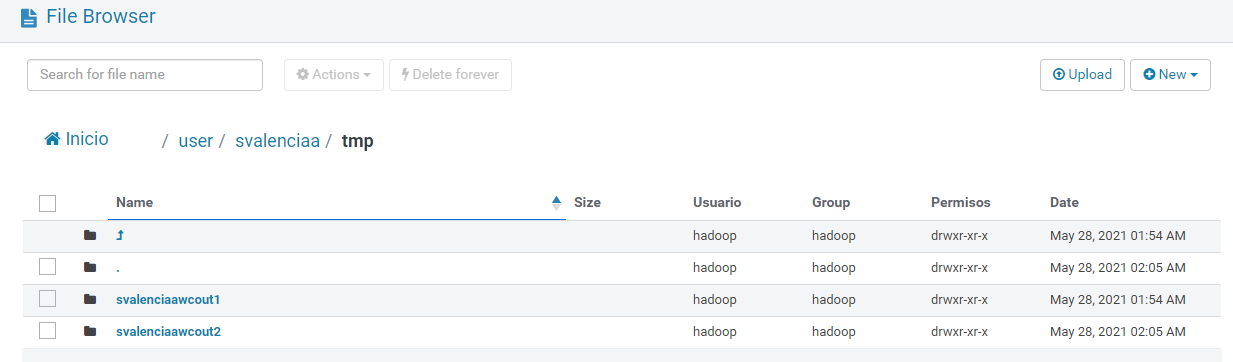 File Browser
Search for file name Actions Delete forever Upload New
Inicio / user / svalenciaa / tmp
Name Size Usuario Group Permisos Date
hadoop hadoop drwxr-xr-x May 28, 2021 01:54 AM
. hadoop hadoop drwxr-xr-x May 28, 2021 02:05 AM
svalenciaawcout1 hadoop hadoop drwxr-xr-x May 28, 2021 01:54 AM
svalenciaawcout2 hadoop hadoop drwxr-xr-x May 28, 2021 02:05 AM